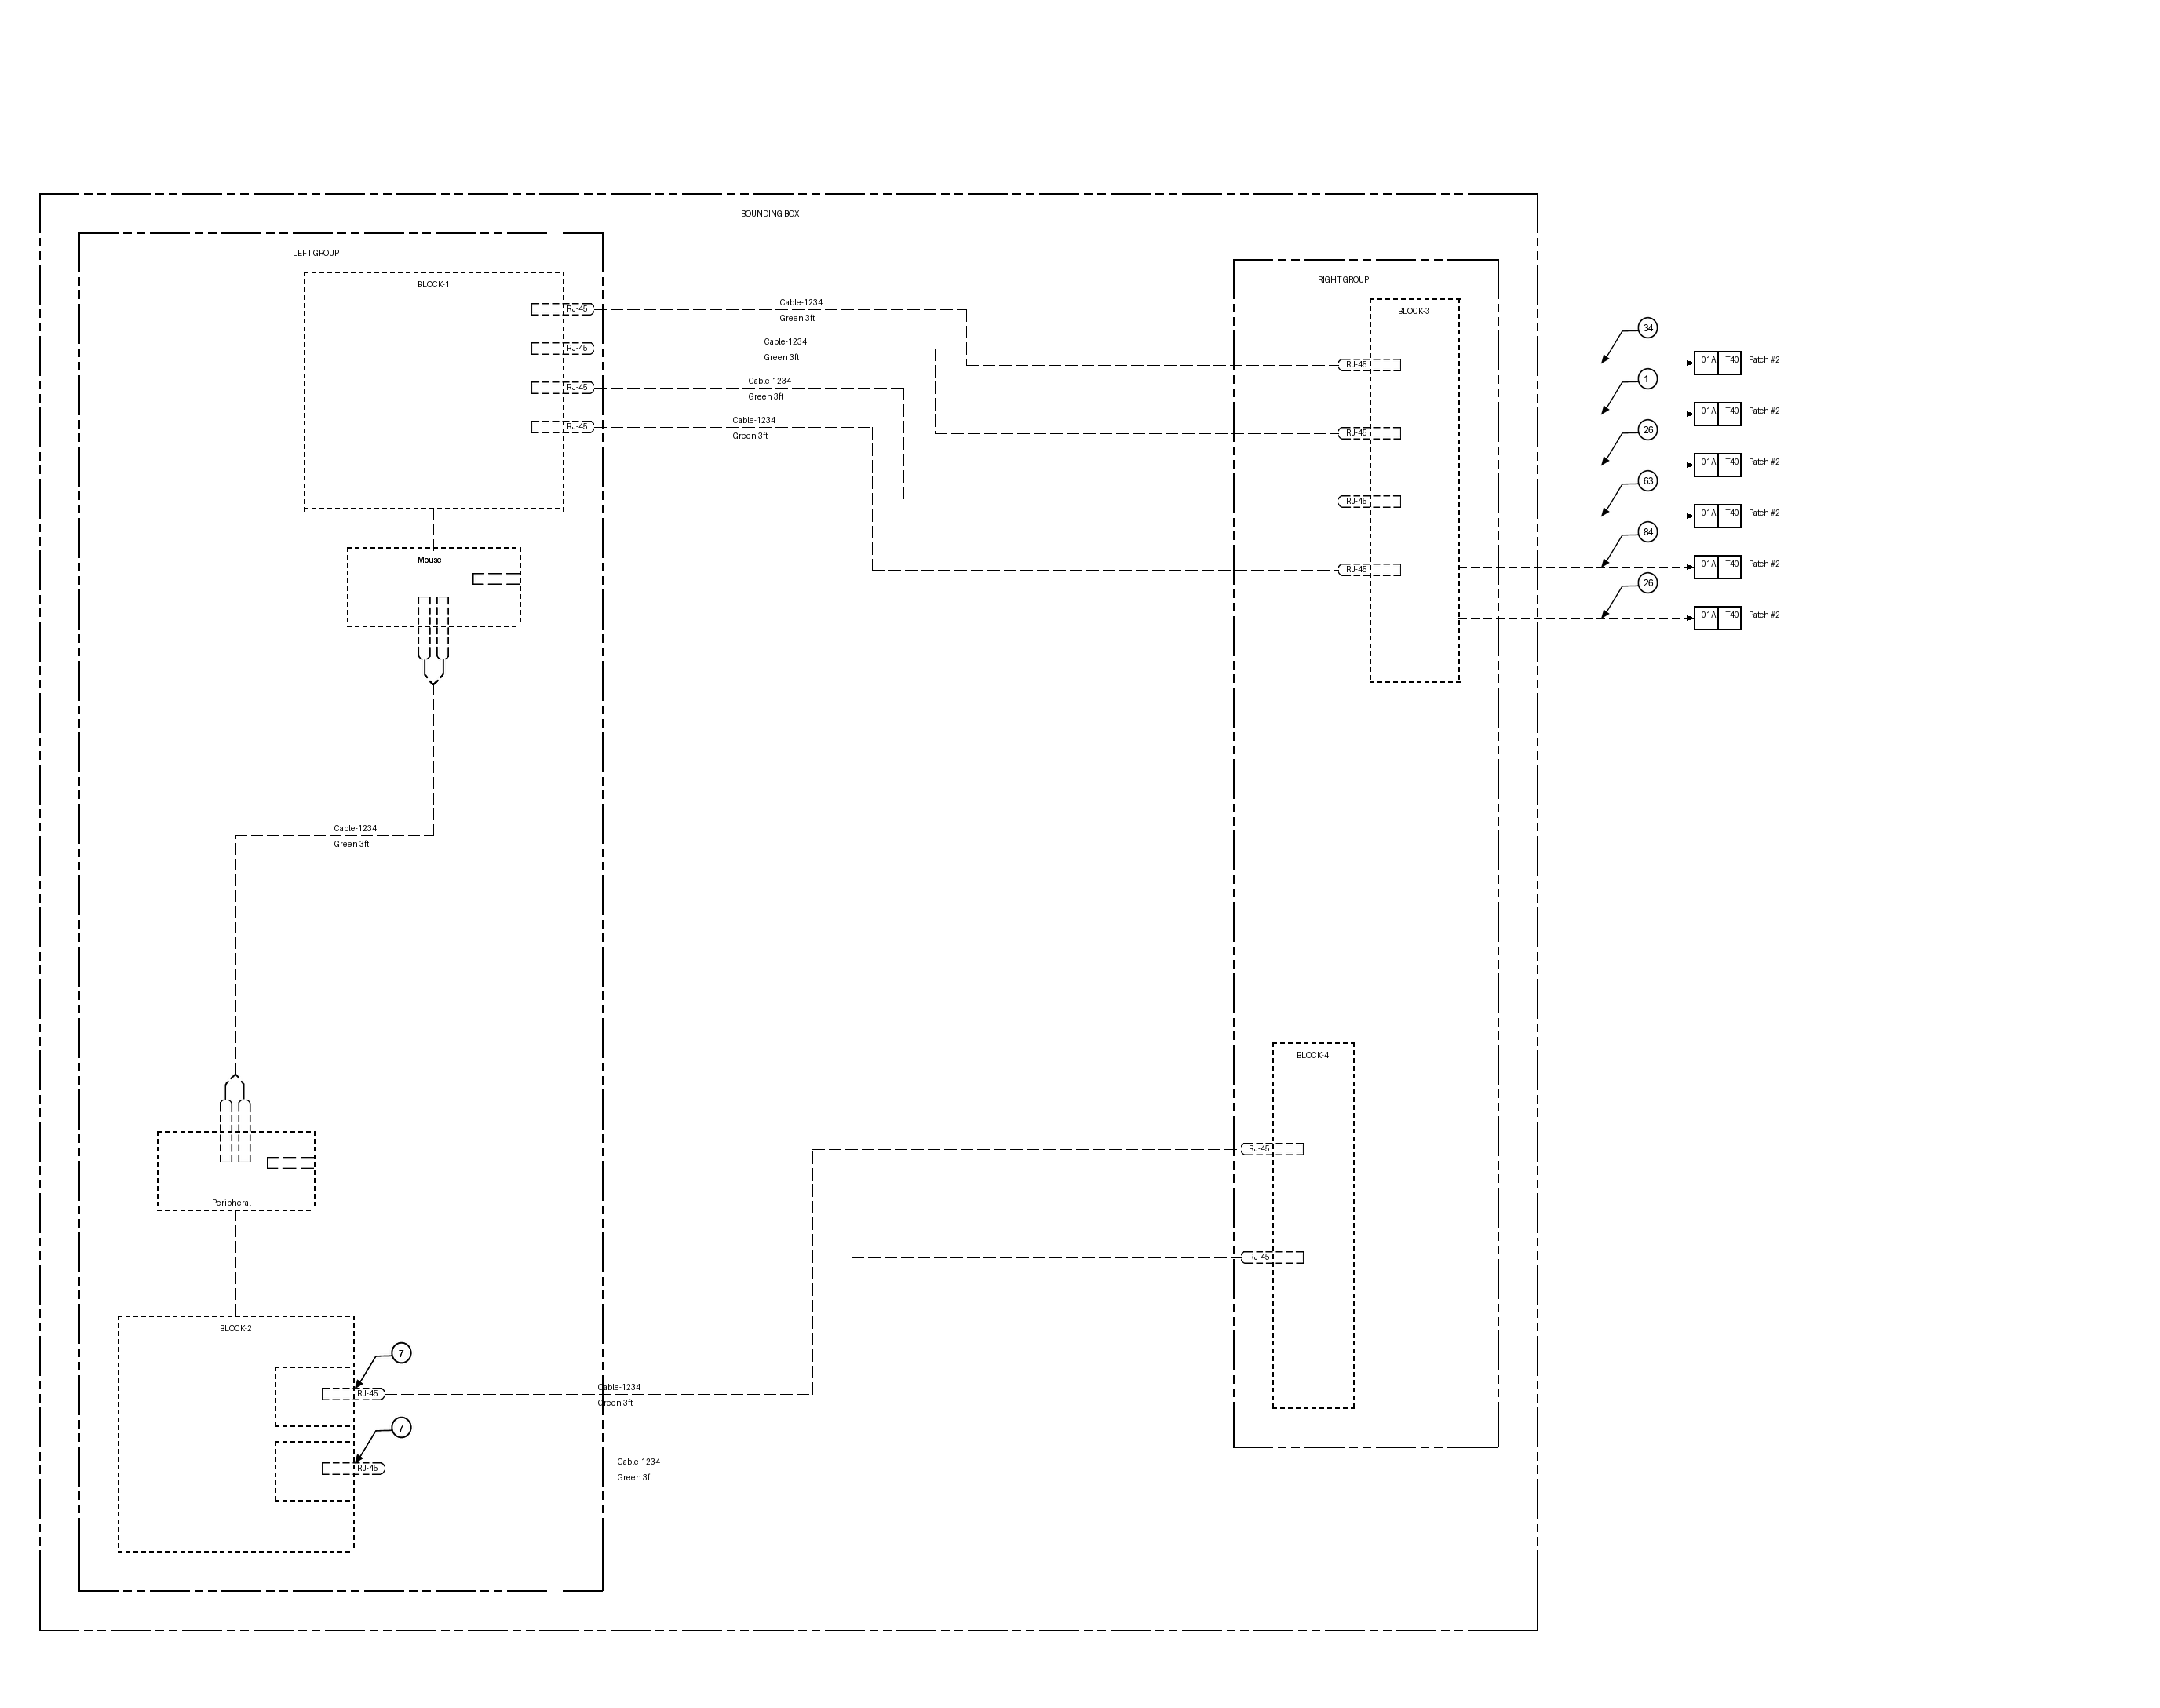 BOUNDING BOX
LEFT GROUP
RIGHT GROUP
BLOCK-1
BLOCK-3
RJ-45
Cable-1234
Green 3ft
RJ-45
Cable-1234
Green 3ft
RJ-45
Cable-1234
Green 3ft
RJ-45
Cable-1234
Green 3ft
RJ-45
RJ-45
RJ-45
RJ-45
34
01A T40 Patch #2
1
01A T40 Patch #2
26
01A T40 Patch #2
63
01A T40 Patch #2
84
01A T40 Patch #2
26
01A T40 Patch #2
Mouse
Cable-1234
Green 3ft
Peripheral
BLOCK-4
RJ-45
RJ-45
BLOCK-2
7
RJ-45
Cable-1234
Green 3ft
7
RJ-45
Cable-1234
Green 3ft